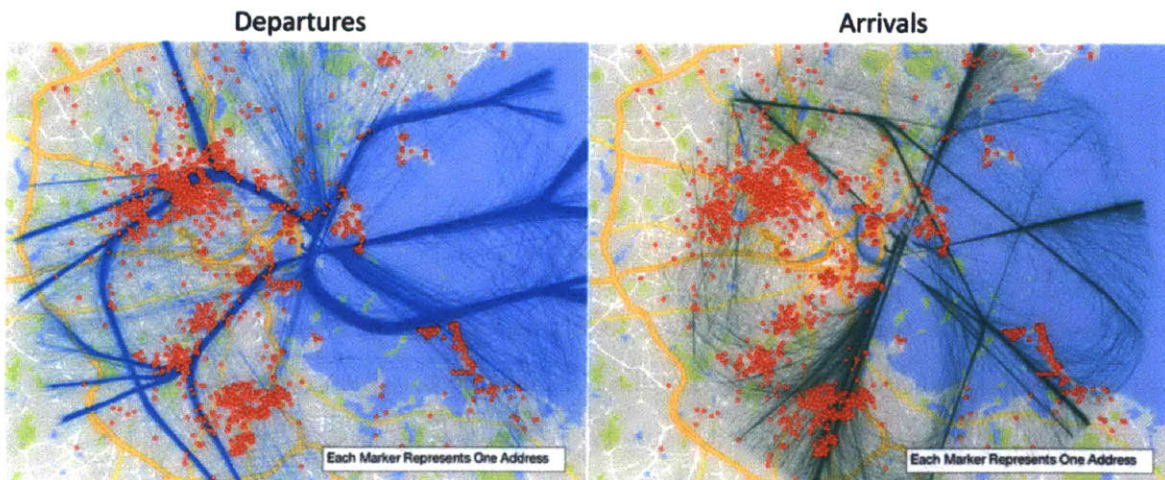 Departures
Arrivals
Each Marker Represents One Address
Each Marker Represents One Address